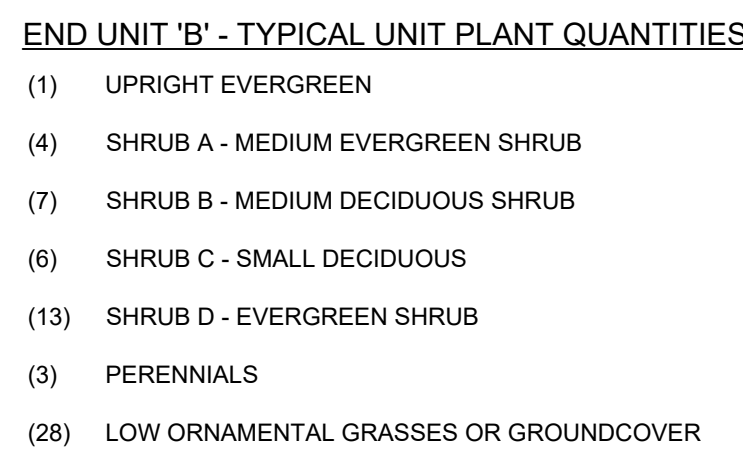 END UNIT 'B' - TYPICAL UNIT PLANT QUANTITIES
(1) UPRIGHT EVERGREEN
(4) SHRUB A - MEDIUM EVERGREEN SHRUB
(7) SHRUB B - MEDIUM DECIDUOUS SHRUB
(6) SHRUB C - SMALL DECIDUOUS
(13) SHRUB D - EVERGREEN SHRUB
(3) PERENNIALS
(28) LOW ORNAMENTAL GRASSES OR GROUNDCOVER